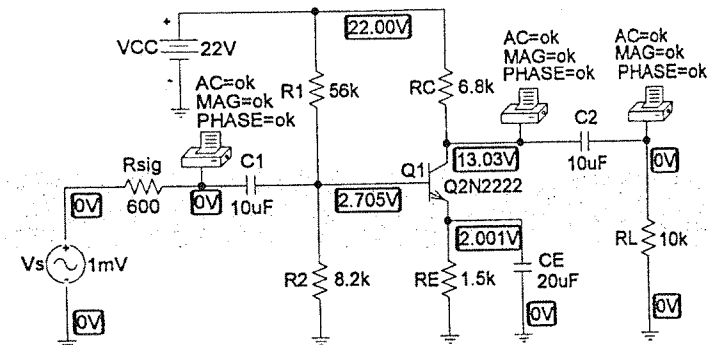 22.00V
VCC
22V
AC=ok
MAG=ok
PHASE=ok
R1
56k
RC
6.8k
AC=ok
MAG=ok
PHASE=ok
AC=ok
MAG=ok
PHASE=ok
Rsig
600
C1
10uF
0V
0V
2.705V
Q1
Q2N2222
13.03V
C2
10uF
0V
2.001V
Vs
1mV
0V
R2
8.2k
RE
1.5k
CE
20uF
0V
RL
10k